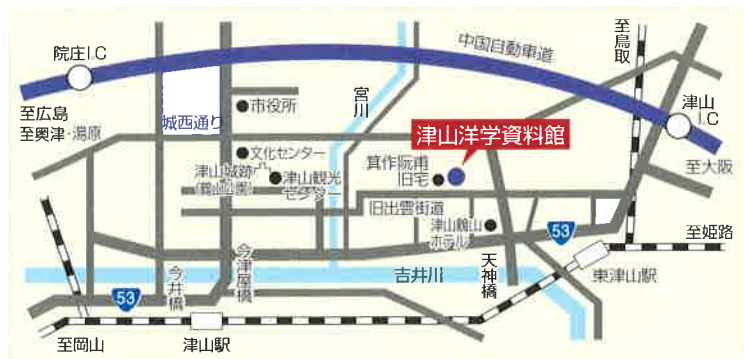 院庄I.C
中国自動車道
至鳥取
至広島
至奥津・湯原
城西通り
市役所
宮川
津山洋学資料館
津山
I.C
文化センター
津山城跡
(鶴山公園)
津山観光
センター
箕作阮甫
旧宅
至大阪
旧出雲街道
津山鶴山
ホテル
53
至姫路
今井橋
今津屋橋
吉井川
天神橋
東津山駅
53
至岡山
津山駅